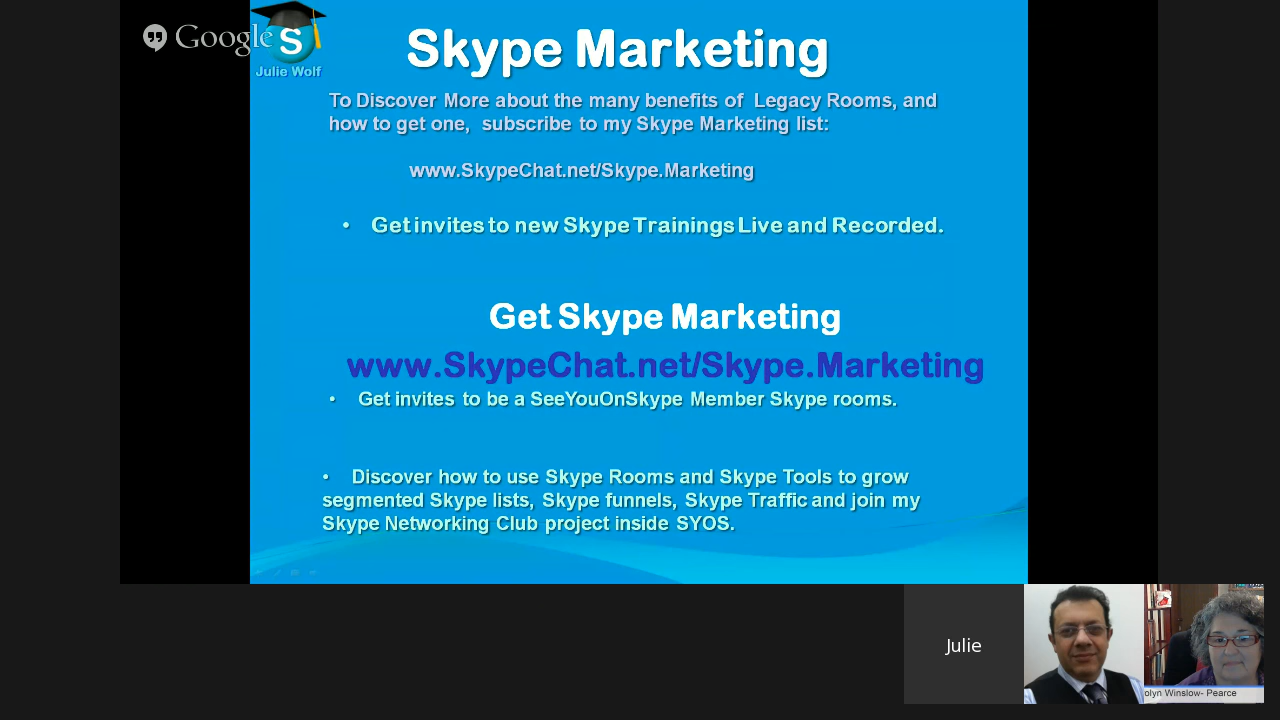 Google
S
Julie Wolf
Skype Marketing
To Discover More about the many benefits of Legacy Rooms, and
how to get one, subscribe to my Skype Marketing list:
www.SkypeChat.net/Skype.Marketing
• Get invites to new Skype Trainings Live and Recorded.
Get Skype Marketing
www.SkypeChat.net/Skype.Marketing
• Get invites to be a SeeYouOnSkype Member Skype rooms.
• Discover how to use Skype Rooms and Skype Tools to grow
segmented Skype lists, Skype funnels, Skype Traffic and join my
Skype Networking Club project inside SYOS.
Julie
olyn Winslow- Pearce